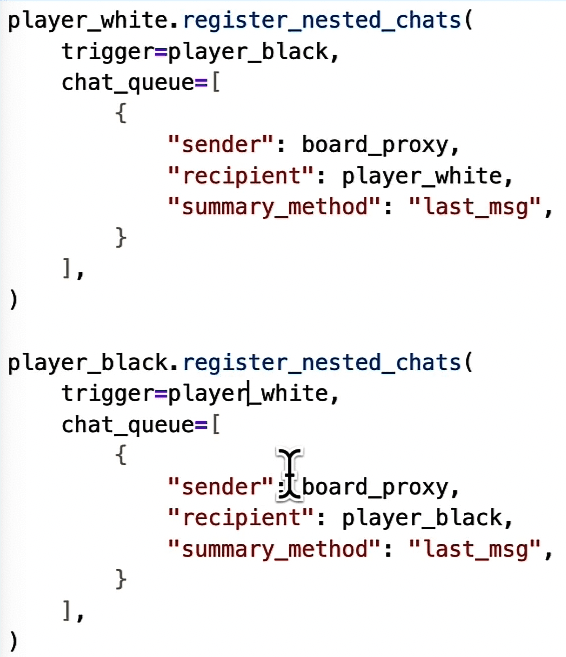 player_white.register_nested_chats(
    trigger=player_black,
    chat_queue=[
        {
            "sender": board_proxy,
            "recipient": player_white,
            "summary_method": "last_msg",
        }
    ],
)

player_black.register_nested_chats(
    trigger=player_white,
    chat_queue=[
        {
            "sender": board_proxy,
            "recipient": player_black,
            "summary_method": "last_msg",
        }
    ],
)